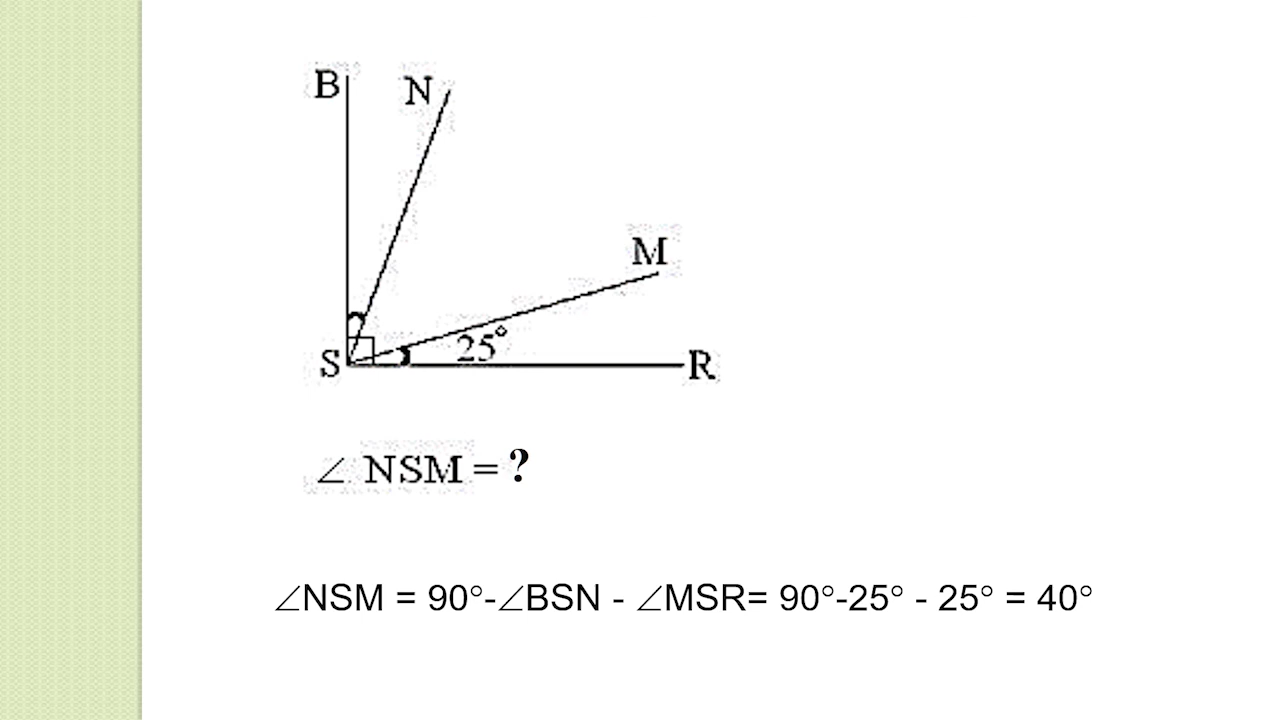 B
N
M
25°
S
R
∠ NSM = ?
∠NSM = 90°-∠BSN - ∠MSR= 90°-25° - 25° = 40°